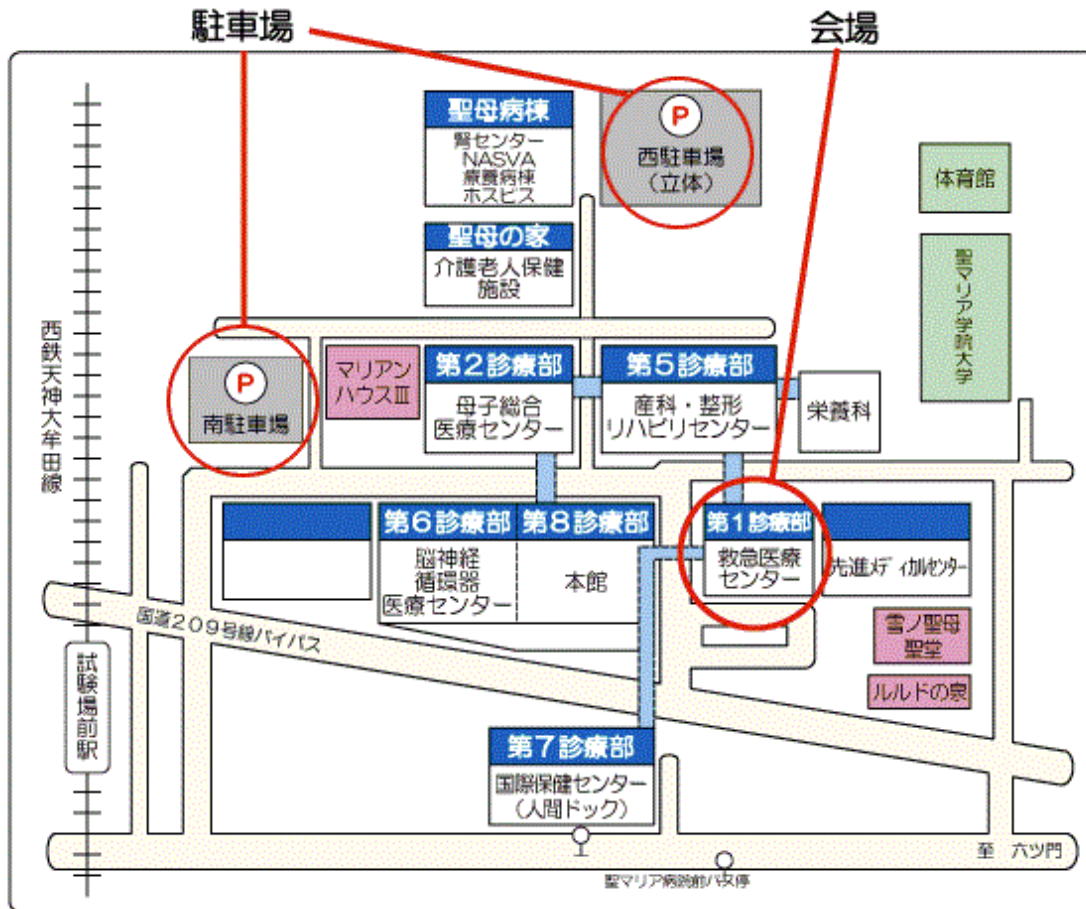 駐車場
会場
聖母病棟
腎センター
NASVA
療養病棟
ホスピス
P
西駐車場
(立体)
体育館
聖母の家
介護老人保健
施設
聖マリア学院大学
西鉄天神大牟田線
P
南駐車場
マリアン
ハウスⅢ
第2診療部
母子総合
医療センター
第5診療部
産科・整形
リハビリセンター
栄養科
第6診療部
脳神経
循環器
医療センター
第8診療部
本館
第1診療部
救急医療
センター
先進メディカルセンター
国道209号線バイパス
雪ノ聖母
聖堂
ルルドの泉
試験場前駅
第7診療部
国際保健センター
(人間ドック)
至 六ツ門
聖マリア病院前バス停